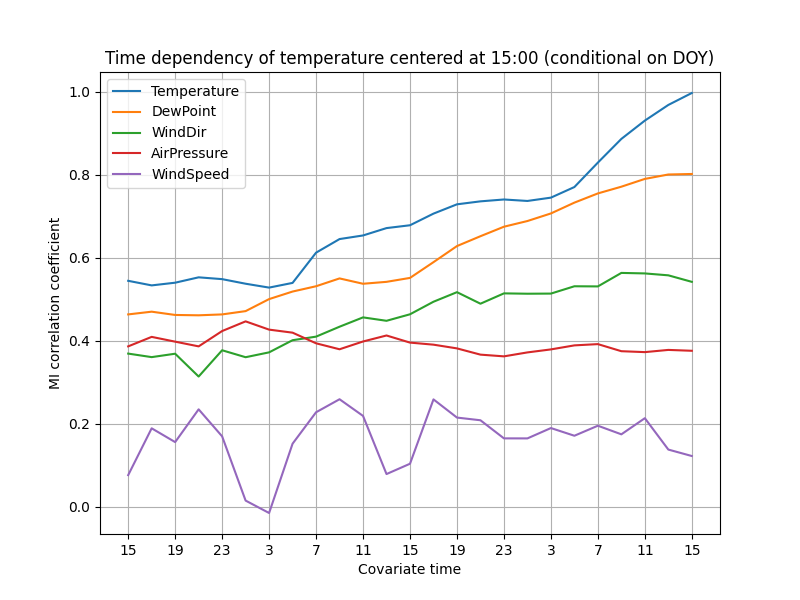 Time dependency of temperature centered at 15:00 (conditional on DOY)
Temperature
DewPoint
WindDir
AirPressure
WindSpeed
MI correlation coefficient
1.0
0.8
0.6
0.4
0.2
0.0
15 19 23 3 7 11 15 19 23 3 7 11 15
Covariate time